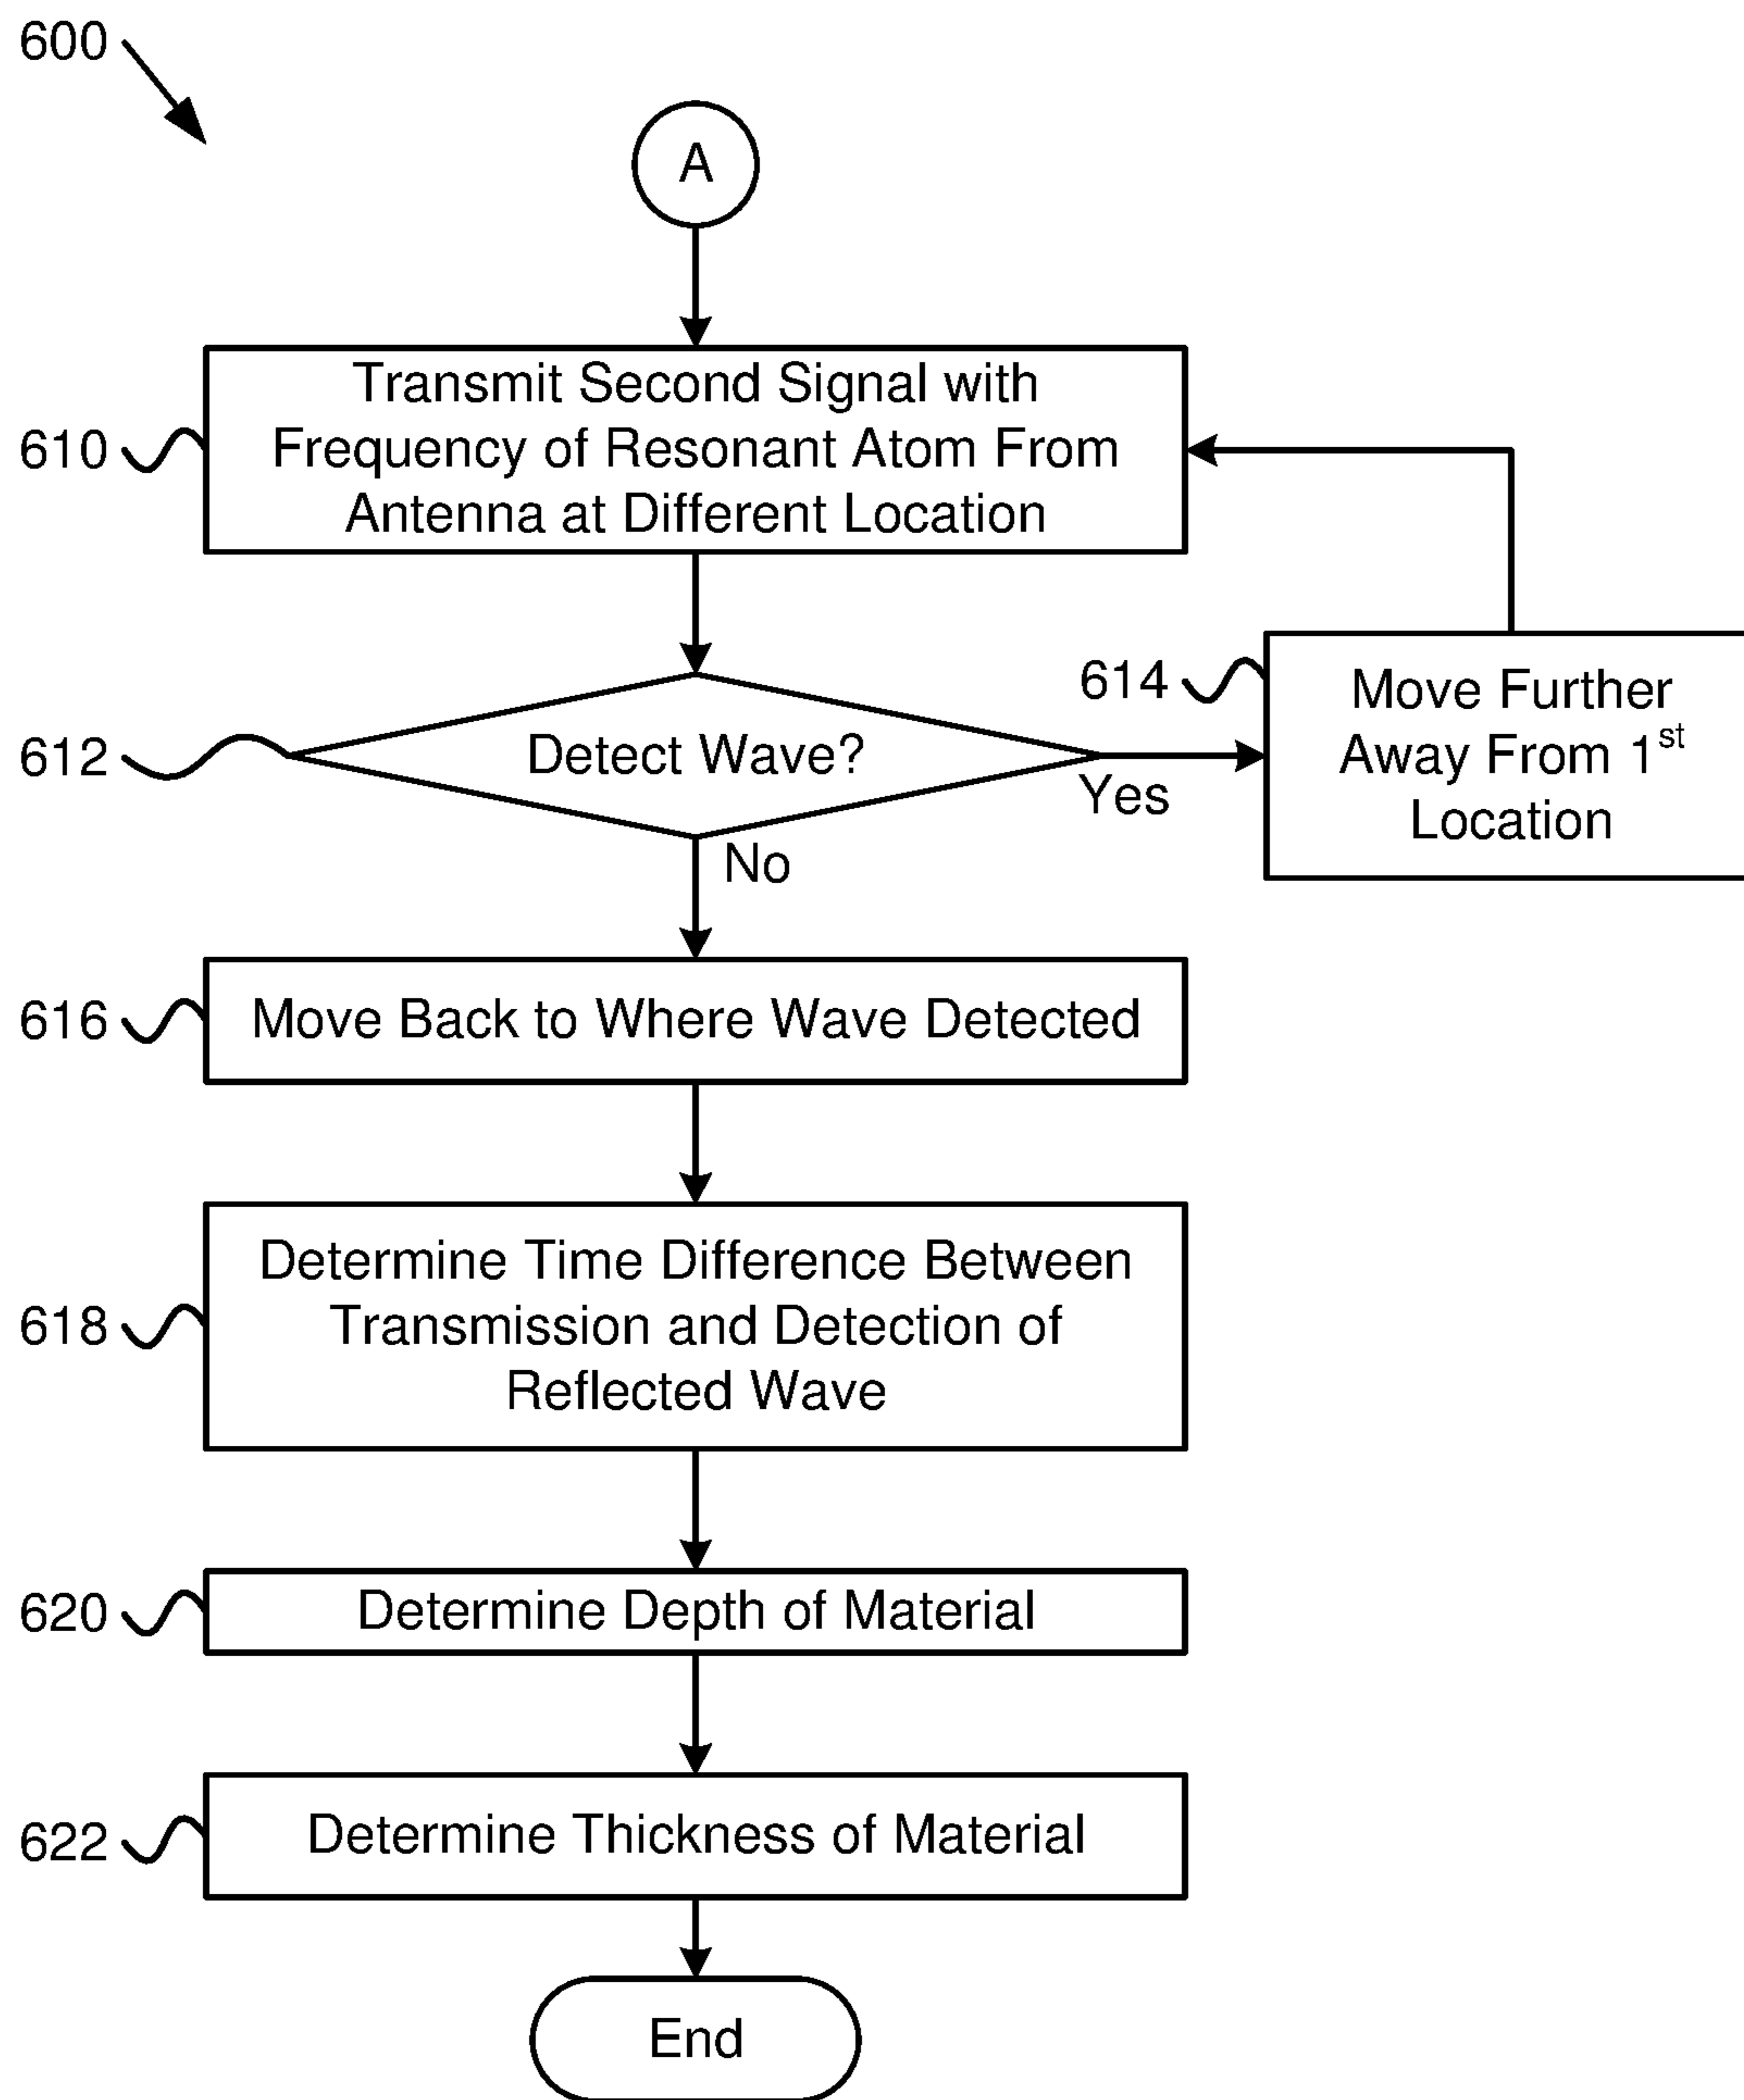 600
A
610
Transmit Second Signal with
Frequency of Resonant Atom From
Antenna at Different Location
612
Detect Wave?
Yes
No
614
Move Further
Away From 1st
Location
616
Move Back to Where Wave Detected
618
Determine Time Difference Between
Transmission and Detection of
Reflected Wave
620
Determine Depth of Material
622
Determine Thickness of Material
End